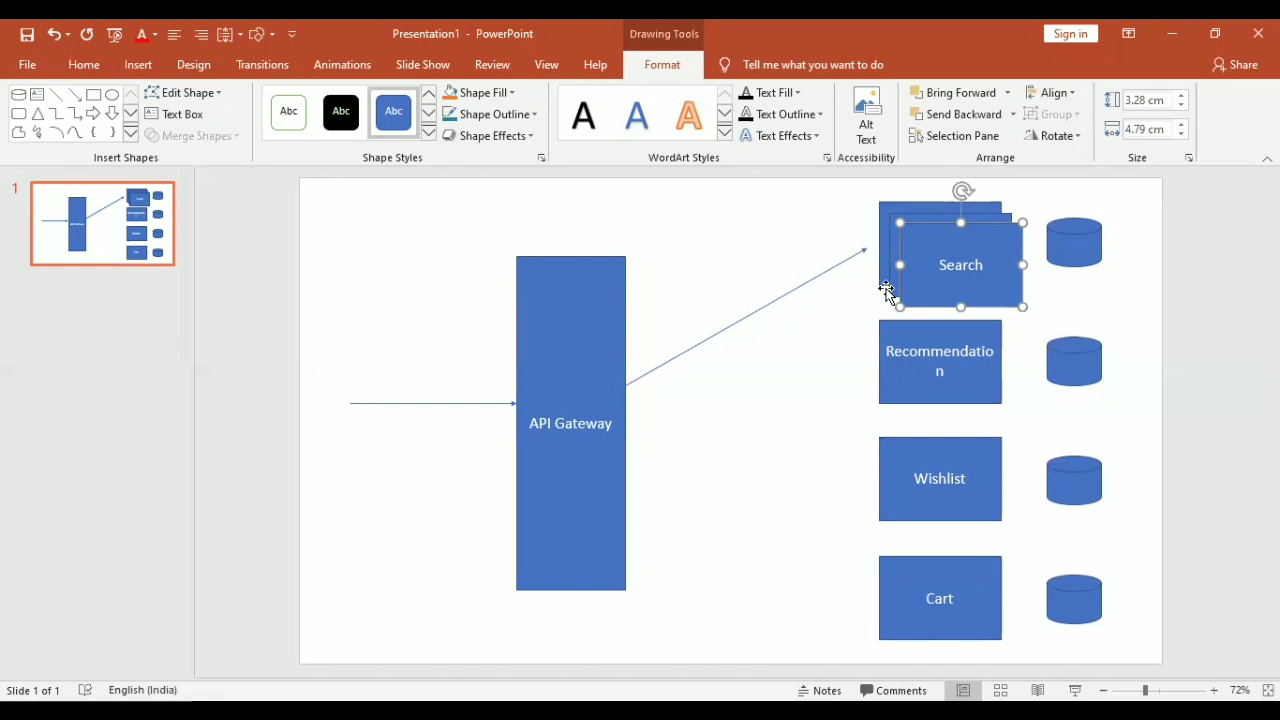 Presentation1 - PowerPoint
Drawing Tools
Sign in
File Home Insert Design Transitions Animations Slide Show Review View Help Format Tell me what you want to do Share
Edit Shape
Text Box
Merge Shapes
Insert Shapes
Abc Abc Abc
Shape Fill
Shape Outline
Shape Effects
Shape Styles
A A A
Text Fill
Text Outline
Text Effects
WordArt Styles
Alt
Text
Accessibility
Bring Forward
Send Backward
Selection Pane
Align
Group
Rotate
Arrange
3.28 cm
4.79 cm
Size
1
API Gateway
Search
Recommendatio
n
Wishlist
Cart
Slide 1 of 1 English (India) Notes Comments 72%